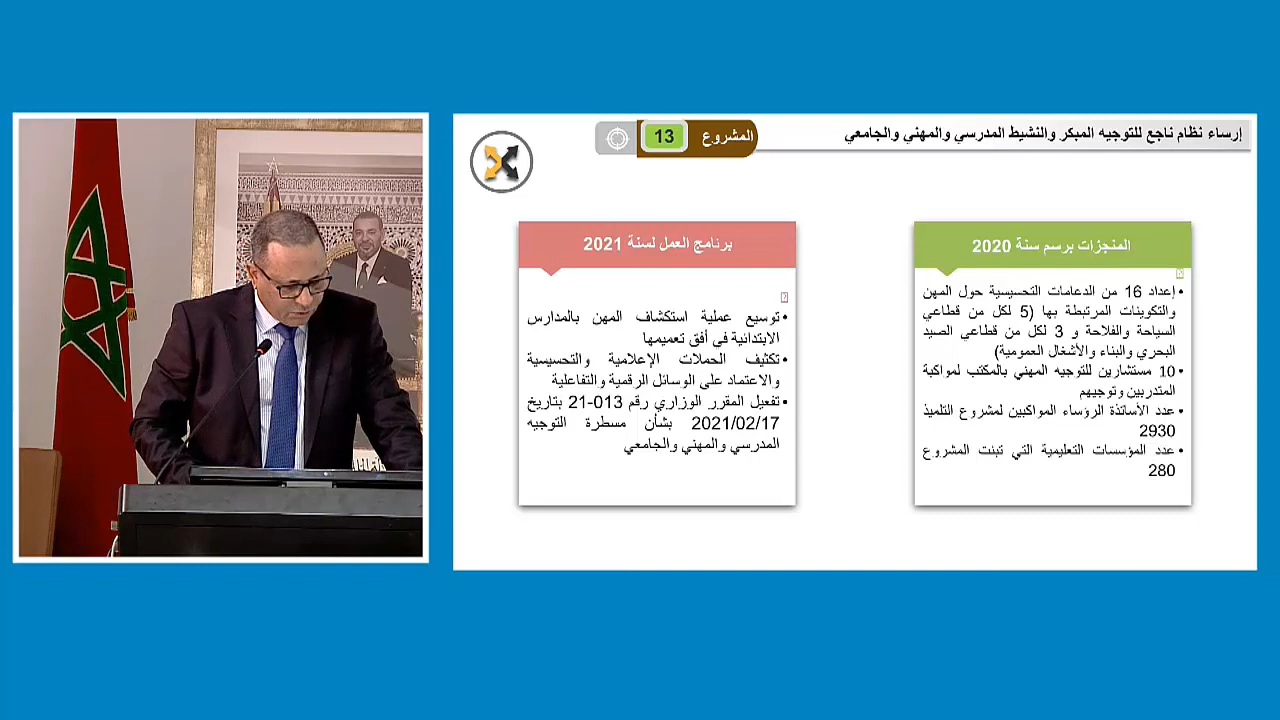 إرساء نظام ناجع للتوجيه المبكر والنشيط المدرسي والمهني والجامعي
المشروع 13
المنجزات برسم سنة 2020
• إعداد 16 من الدعامات التحسيسية حول المهن
والتكوينات المرتبطة بها (5 لكل من قطاعي
السياحة والفلاحة و 3 لكل من قطاعي الصيد
البحري والبناء والأشغال العمومية)
• 10 مستشارين للتوجيه المهني بالمكتب لمواكبة
المتدربين وتوجيهم
• عدد الأساتذة الرؤساء المواكبين لمشروع التلميذ
2930
• عدد المؤسسات التعليمية التي تبنت المشروع
280
برنامج العمل لسنة 2021
• توسيع عملية استكشاف المهن بالمدارس
الابتدائية في أفق تعميمها
• تكثيف الحملات الإعلامية والتحسيسية
والاعتماد على الوسائل الرقمية والتفاعلية
• تفعيل المقرر الوزاري رقم 013-21 بتاريخ
2021/02/17 بشأن مسطرة التوجيه
المدرسي والمهني والجامعي